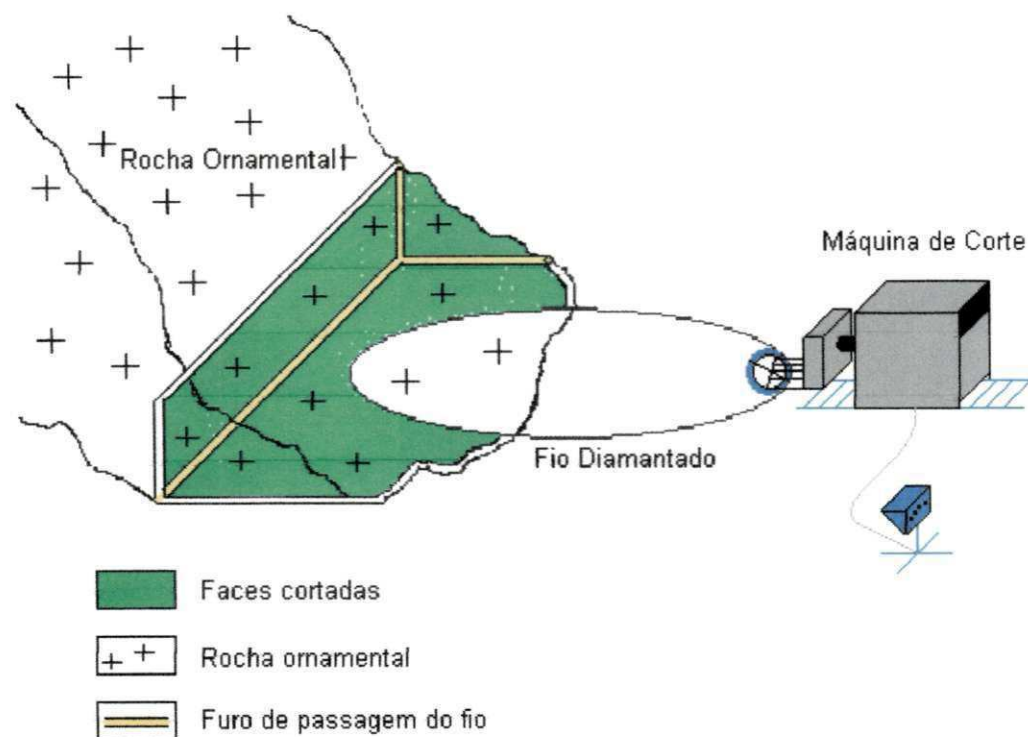 Rocha Ornamental
Máquina de Corte
Fio Diamantado
Faces cortadas
Rocha ornamental
Furo de passagem do fio